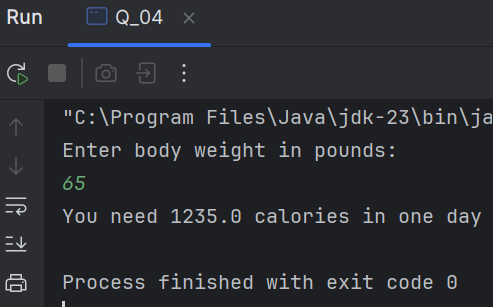 Run Q_04
"C:\Program Files\Java\jdk-23\bin\ja
Enter body weight in pounds:
65
You need 1235.0 calories in one day
Process finished with exit code 0